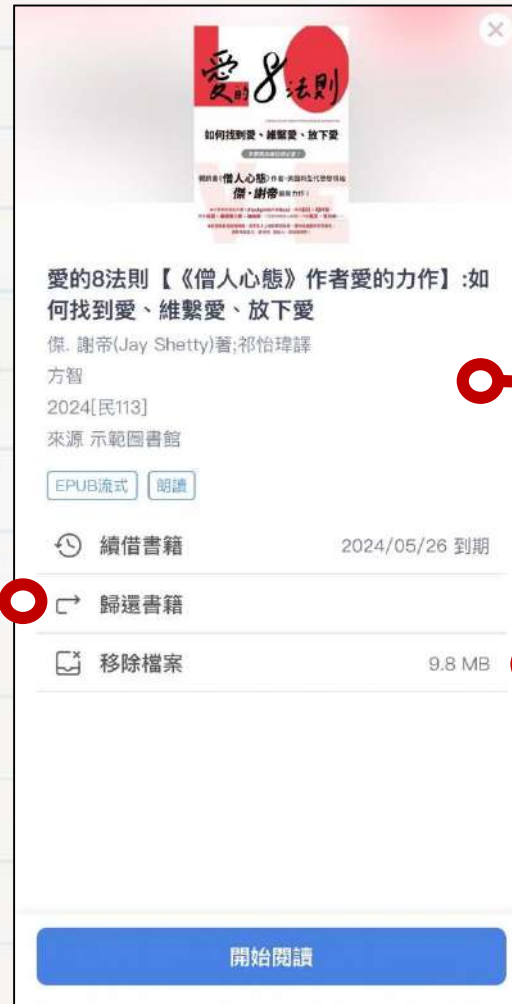 愛的8法則
如何找到愛、維繫愛、放下愛
傑·謝帝
愛的8法則【《僧人心態》作者愛的力作】:如
何找到愛、維繫愛、放下愛
傑. 謝帝(Jay Shetty)著;祁怡瑋譯
方智
2024[民113]
來源 示範圖書館
EPUB流式 朗讀
續借書籍 2024/05/26 到期
歸還書籍
移除檔案 9.8 MB
開始閱讀